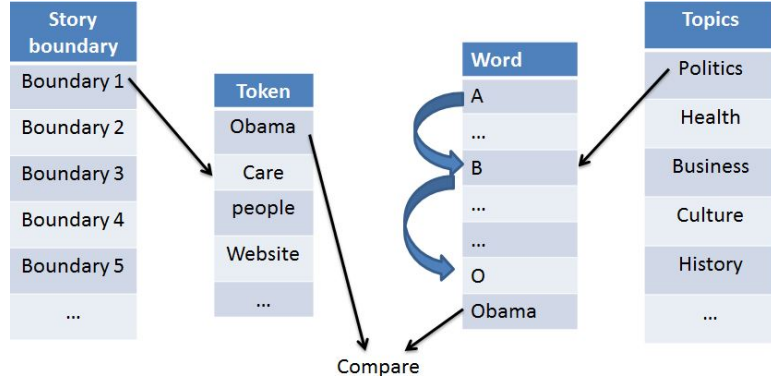 Story
boundary
Boundary 1
Boundary 2
Boundary 3
Boundary 4
Boundary 5
...
Token
Obama
Care
people
Website
...
Word
A
...
B
...
...
O
Obama
Topics
Politics
Health
Business
Culture
History
...
Compare